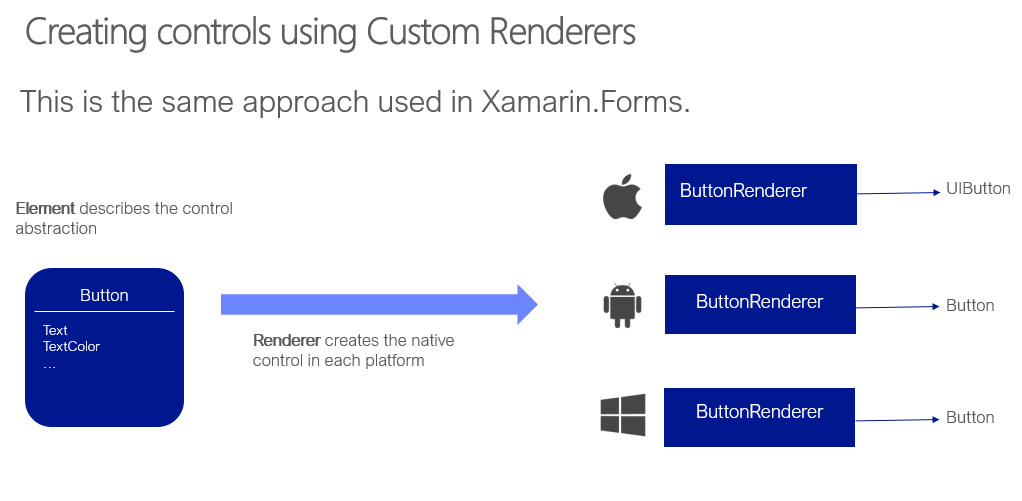 Creating controls using Custom Renderers
This is the same approach used in Xamarin.Forms.
Element describes the control
abstraction
Button
Text
TextColor
...
Renderer creates the native
control in each platform
ButtonRenderer
UIButton
ButtonRenderer
Button
ButtonRenderer
Button